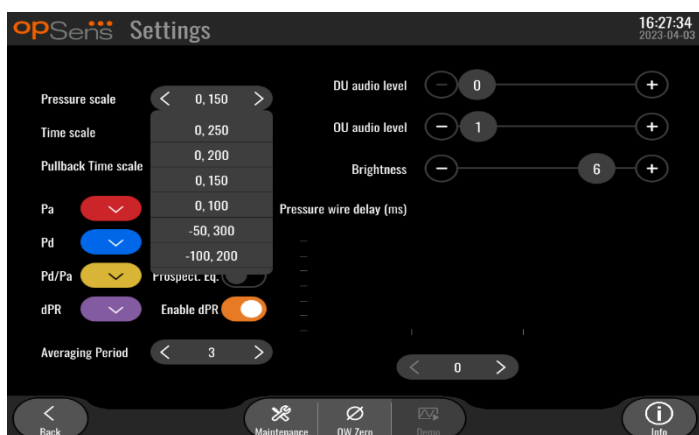 opSens Settings
16:27:34
2023-04-03
Pressure scale
0, 150
Time scale
Pullback Time scale
0, 250
0, 200
0, 150
0, 100
-50, 300
-100, 200
Pa
Pd
Pd/Pa
dPR
Prospect. Eq.
Enable dPR
Averaging Period
3
DU audio level
0
OU audio level
1
Brightness
6
Pressure wire delay (ms)
0
Back
Maintenance
OW Zero
Demo
Info